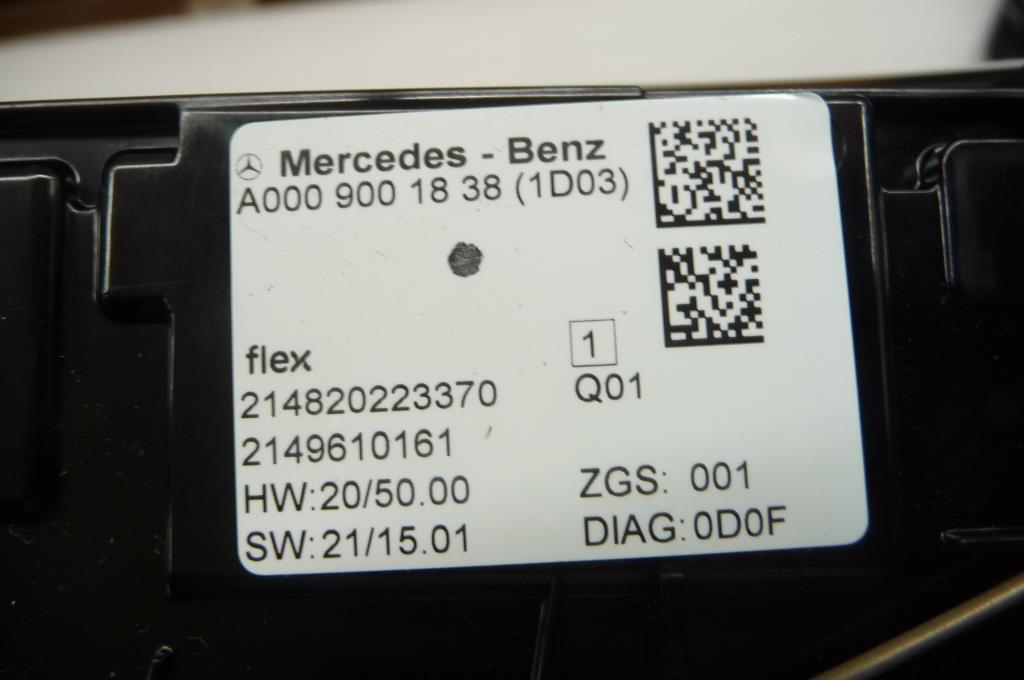 Mercedes - Benz
A000 900 18 38 (1D03)
flex
1
214820223370
Q01
2149610161
HW:20/50.00
ZGS: 001
SW:21/15.01
DIAG:0D0F